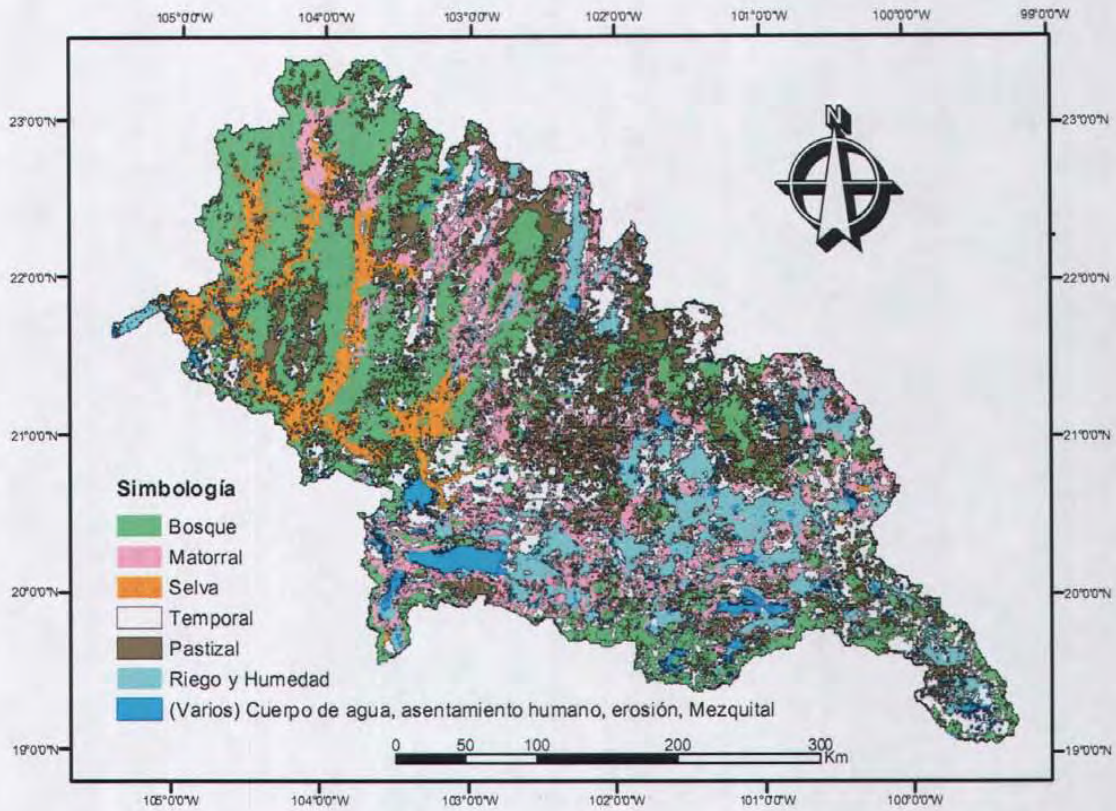 105°0'0"W 104°0'0"W 103°0'0"W 102°0'0"W 101°0'0"W 100°0'0"W 99°0'0"W
N
23°0'0"N 23°0'0"N
22°0'0"N 22°0'0"N
21°0'0"N 21°0'0"N
Simbología
Bosque
Matorral
Selva
20°0'0"N 20°0'0"N
Temporal
Pastizal
Riego y Humedad
(Varios) Cuerpo de agua, asentamiento humano, erosión, Mezquital
19°0'0"N 19°0'0"N
0 50 100 200 300
Km
105°0'0"W 104°0'0"W 103°0'0"W 102°0'0"W 101°0'0"W 100°0'0"W